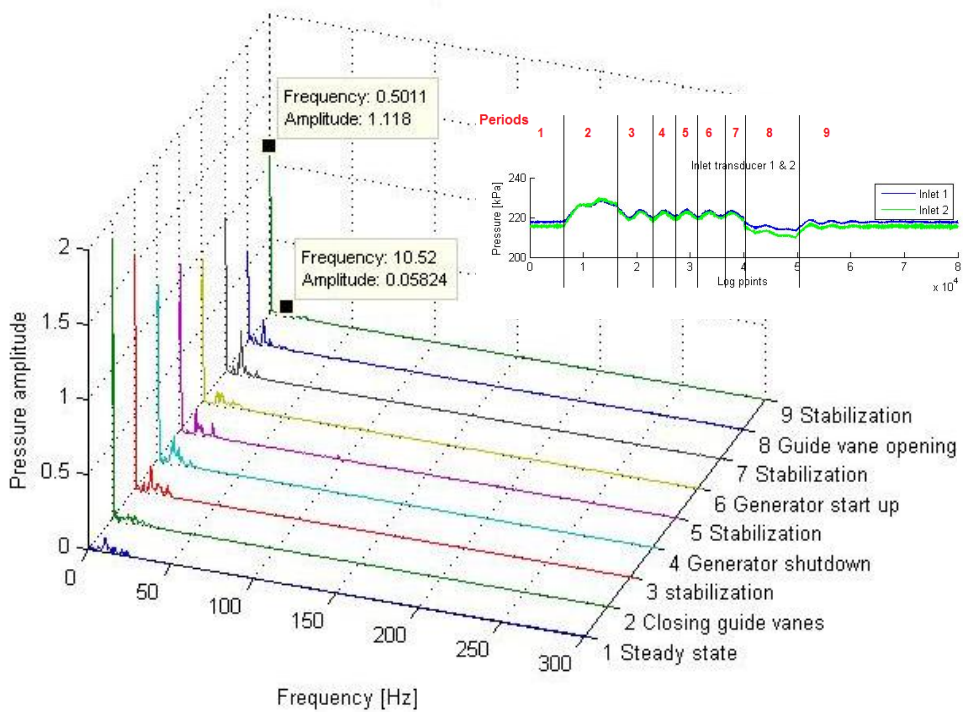 Frequency: 0.5011
Amplitude: 1.118
Frequency: 10.52
Amplitude: 0.05824
Periods
1 2 3 4 5 6 7 8 9
Inlet transducer 1 & 2
240
220
200
Pressure [kPa]
Inlet 1
Inlet 2
0 1 2 3 4 5 6 7 8
Log points
x 10^4
2
1.5
1
0.5
0
Pressure amplitude
0
50
100
150
200
250
300
Frequency [Hz]
9 Stabilization
8 Guide vane opening
7 Stabilization
6 Generator start up
5 Stabilization
4 Generator shutdown
3 stabilization
2 Closing guide vanes
1 Steady state